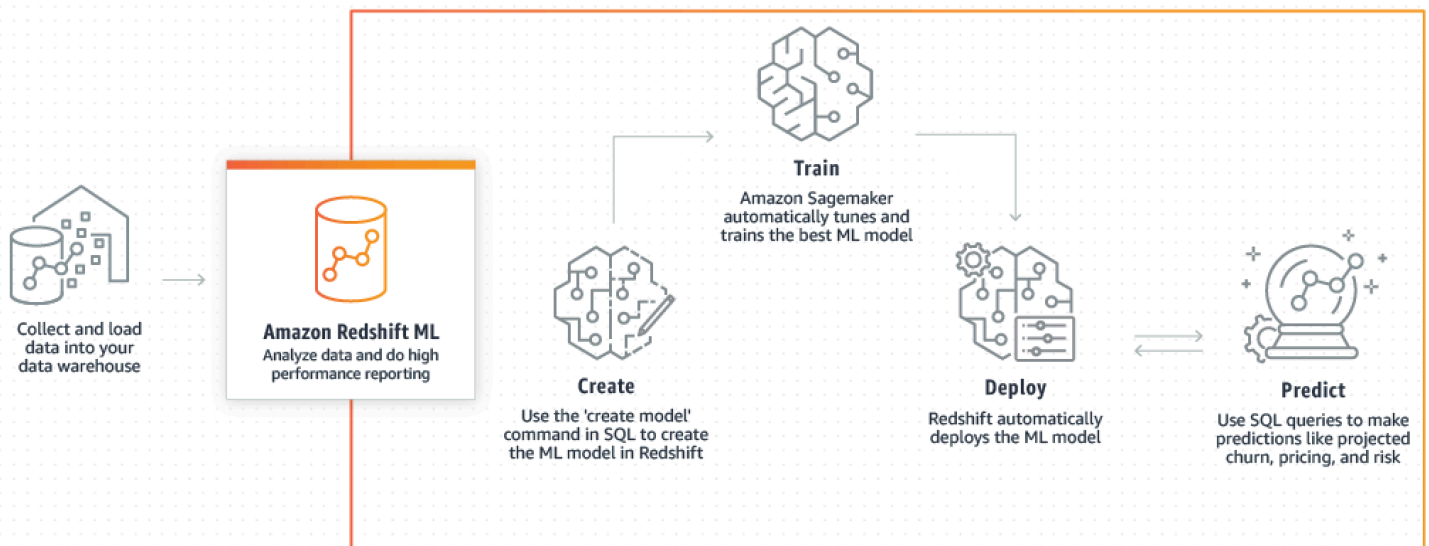 Collect and load
data into your
data warehouse
Amazon Redshift ML
Analyze data and do high
performance reporting
Create
Use the 'create model'
command in SQL to create
the ML model in Redshift
Train
Amazon Sagemaker
automatically tunes and
trains the best ML model
Deploy
Redshift automatically
deploys the ML model
Predict
Use SQL queries to make
predictions like projected
churn, pricing, and risk